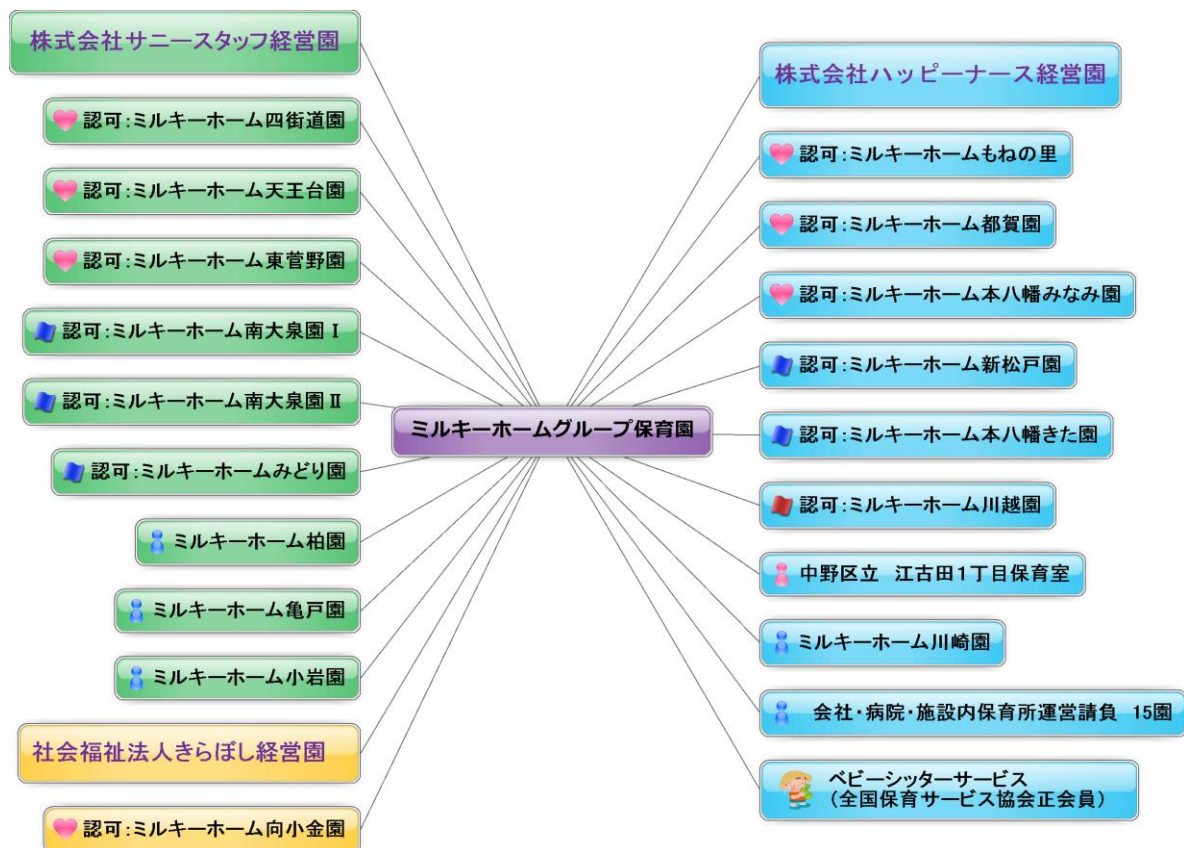 株式会社サニースタッフ経営園
認可:ミルキーホーム四街道園
認可:ミルキーホーム天王台園
認可:ミルキーホーム東菅野園
認可:ミルキーホーム南大泉園Ⅰ
認可:ミルキーホーム南大泉園Ⅱ
認可:ミルキーホームみどり園
ミルキーホーム柏園
ミルキーホーム亀戸園
ミルキーホーム小岩園
社会福祉法人きらぼし経営園
認可:ミルキーホーム向小金園
ミルキーホームグループ保育園
株式会社ハッピーナース経営園
認可:ミルキーホームもねの里
認可:ミルキーホーム都賀園
認可:ミルキーホーム本八幡みなみ園
認可:ミルキーホーム新松戸園
認可:ミルキーホーム本八幡きた園
認可:ミルキーホーム川越園
中野区立 江古田1丁目保育室
ミルキーホーム川崎園
会社・病院・施設内保育所運営請負 15園
ベビーシッターサービス
(全国保育サービス協会正会員)